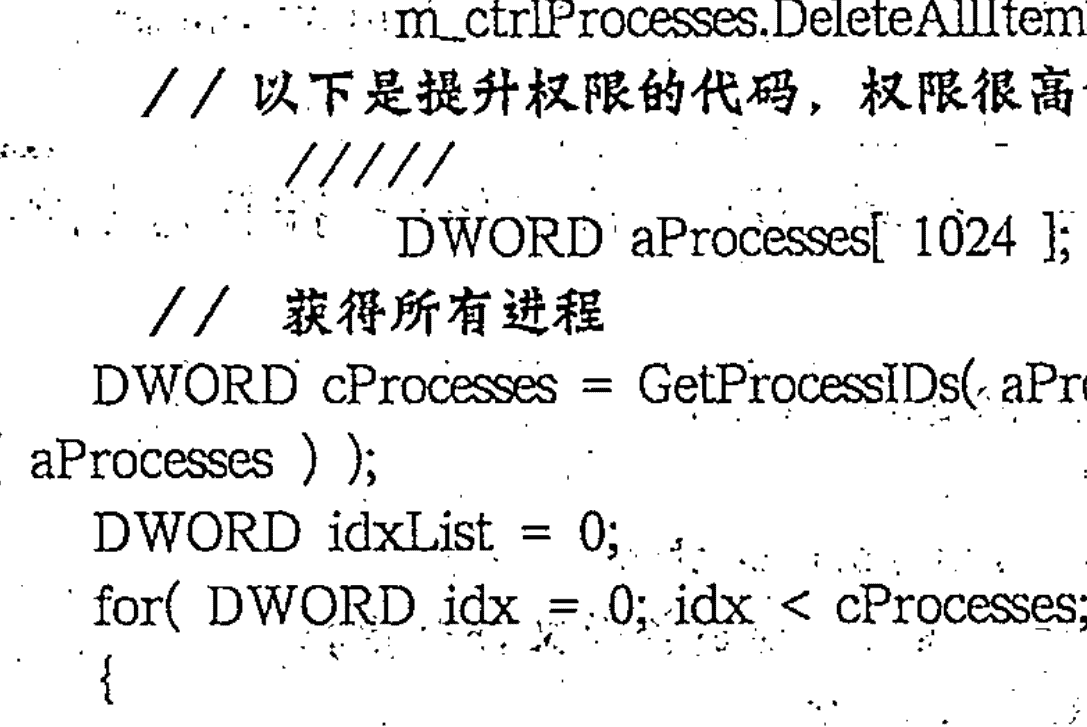 m_ctrlProcesses.DeleteAllItem
// 以下是提升权限的代码，权限很高
/////
DWORD aProcesses[ 1024 ];
// 获得所有进程
DWORD cProcesses = GetProcessIDs( aPro
( aProcesses ) );
DWORD idxList = 0;
for( DWORD idx = 0; idx < cProcesses;
{